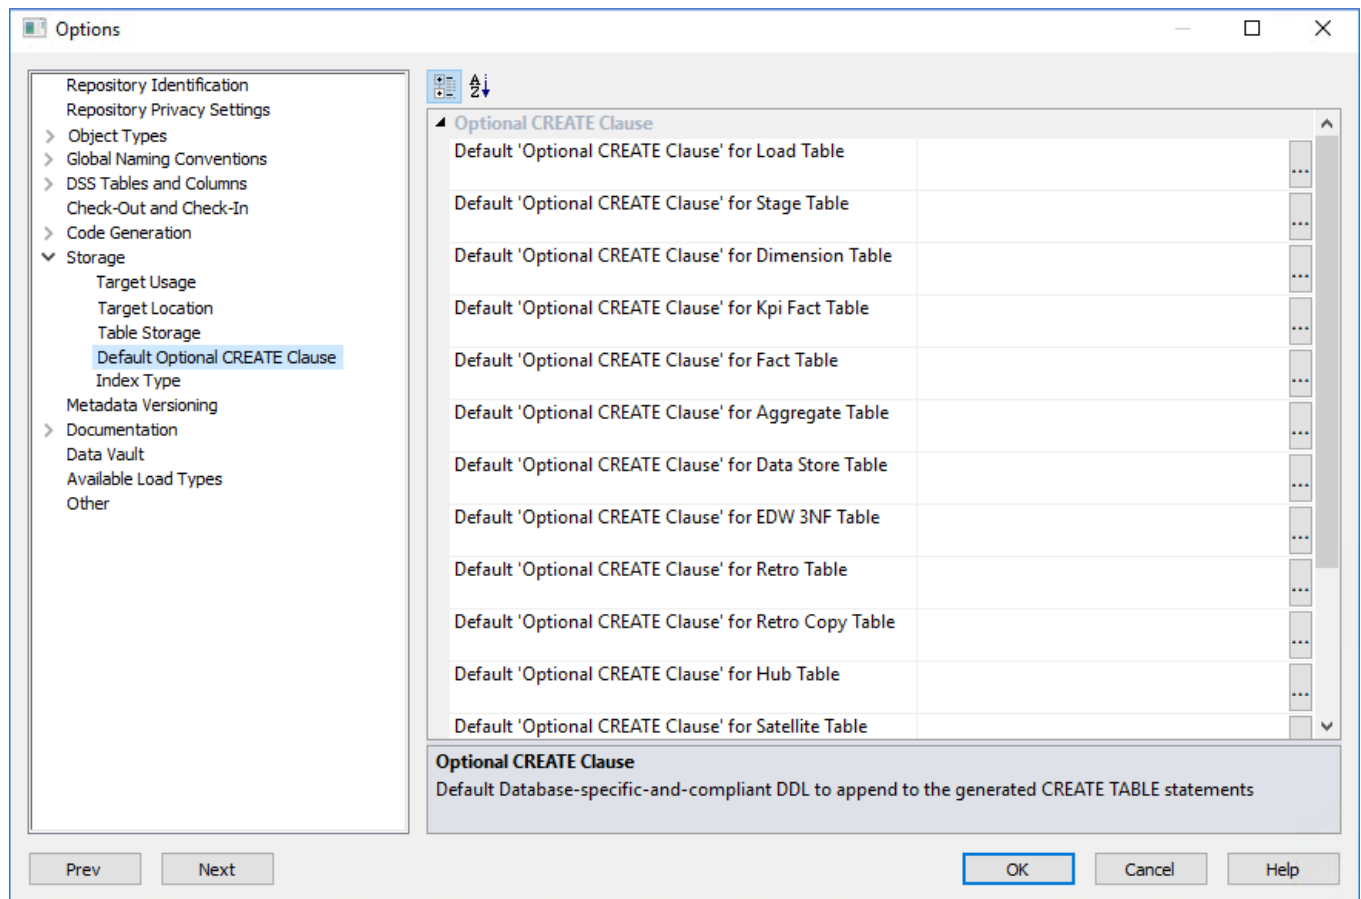 Options
Repository Identification
Repository Privacy Settings
Object Types
Global Naming Conventions
DSS Tables and Columns
Check-Out and Check-In
Code Generation
Storage
Target Usage
Target Location
Table Storage
Default Optional CREATE Clause
Index Type
Metadata Versioning
Documentation
Data Vault
Available Load Types
Other
Optional CREATE Clause
Default 'Optional CREATE Clause' for Load Table
...
Default 'Optional CREATE Clause' for Stage Table
...
Default 'Optional CREATE Clause' for Dimension Table
...
Default 'Optional CREATE Clause' for Kpi Fact Table
...
Default 'Optional CREATE Clause' for Fact Table
...
Default 'Optional CREATE Clause' for Aggregate Table
...
Default 'Optional CREATE Clause' for Data Store Table
...
Default 'Optional CREATE Clause' for EDW 3NF Table
...
Default 'Optional CREATE Clause' for Retro Table
...
Default 'Optional CREATE Clause' for Retro Copy Table
...
Default 'Optional CREATE Clause' for Hub Table
...
Default 'Optional CREATE Clause' for Satellite Table
Optional CREATE Clause
Default Database-specific-and-compliant DDL to append to the generated CREATE TABLE statements
Prev Next OK Cancel Help